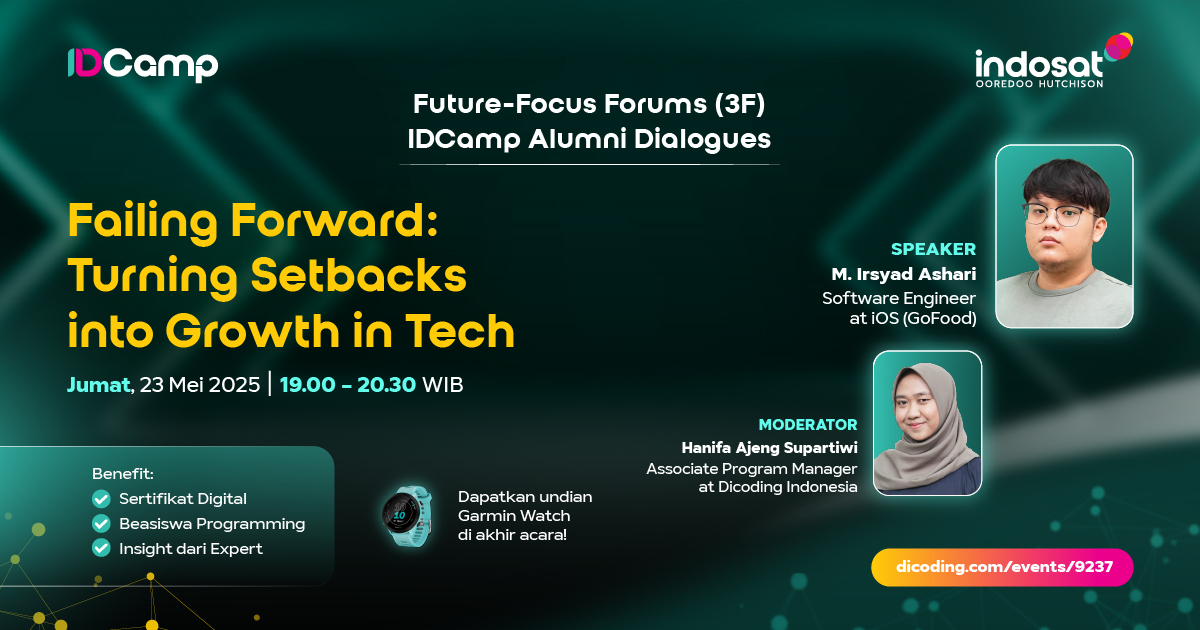 IDCamp
indosat
OOREDOO HUTCHISON
Future-Focus Forums (3F)
IDCamp Alumni Dialogues
Failing Forward:
Turning Setbacks
into Growth in Tech
Jumat, 23 Mei 2025 | 19.00 – 20.30 WIB
SPEAKER
M. Irsyad Ashari
Software Engineer
at iOS (GoFood)
MODERATOR
Hanifa Ajeng Supartiwi
Associate Program Manager
at Dicoding Indonesia
Benefit:
Sertifikat Digital
Beasiswa Programming
Insight dari Expert
10
Dapatkan undian
Garmin Watch
di akhir acara!
dicoding.com/events/9237